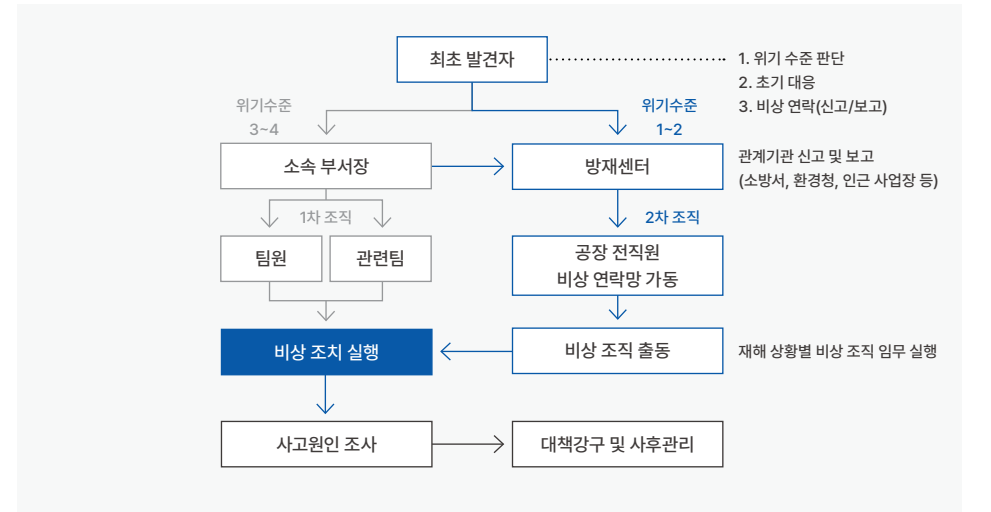 최초 발견자
1. 위기 수준 판단
2. 초기 대응
3. 비상 연락(신고/보고)
위기수준
3~4
위기수준
1~2
소속 부서장
방재센터
관계기관 신고 및 보고
(소방서, 환경청, 인근 사업장 등)
1차 조직
2차 조직
팀원
관련팀
공장 전직원
비상 연락망 가동
비상 조치 실행
비상 조직 출동
재해 상황별 비상 조직 임무 실행
사고원인 조사
대책강구 및 사후관리